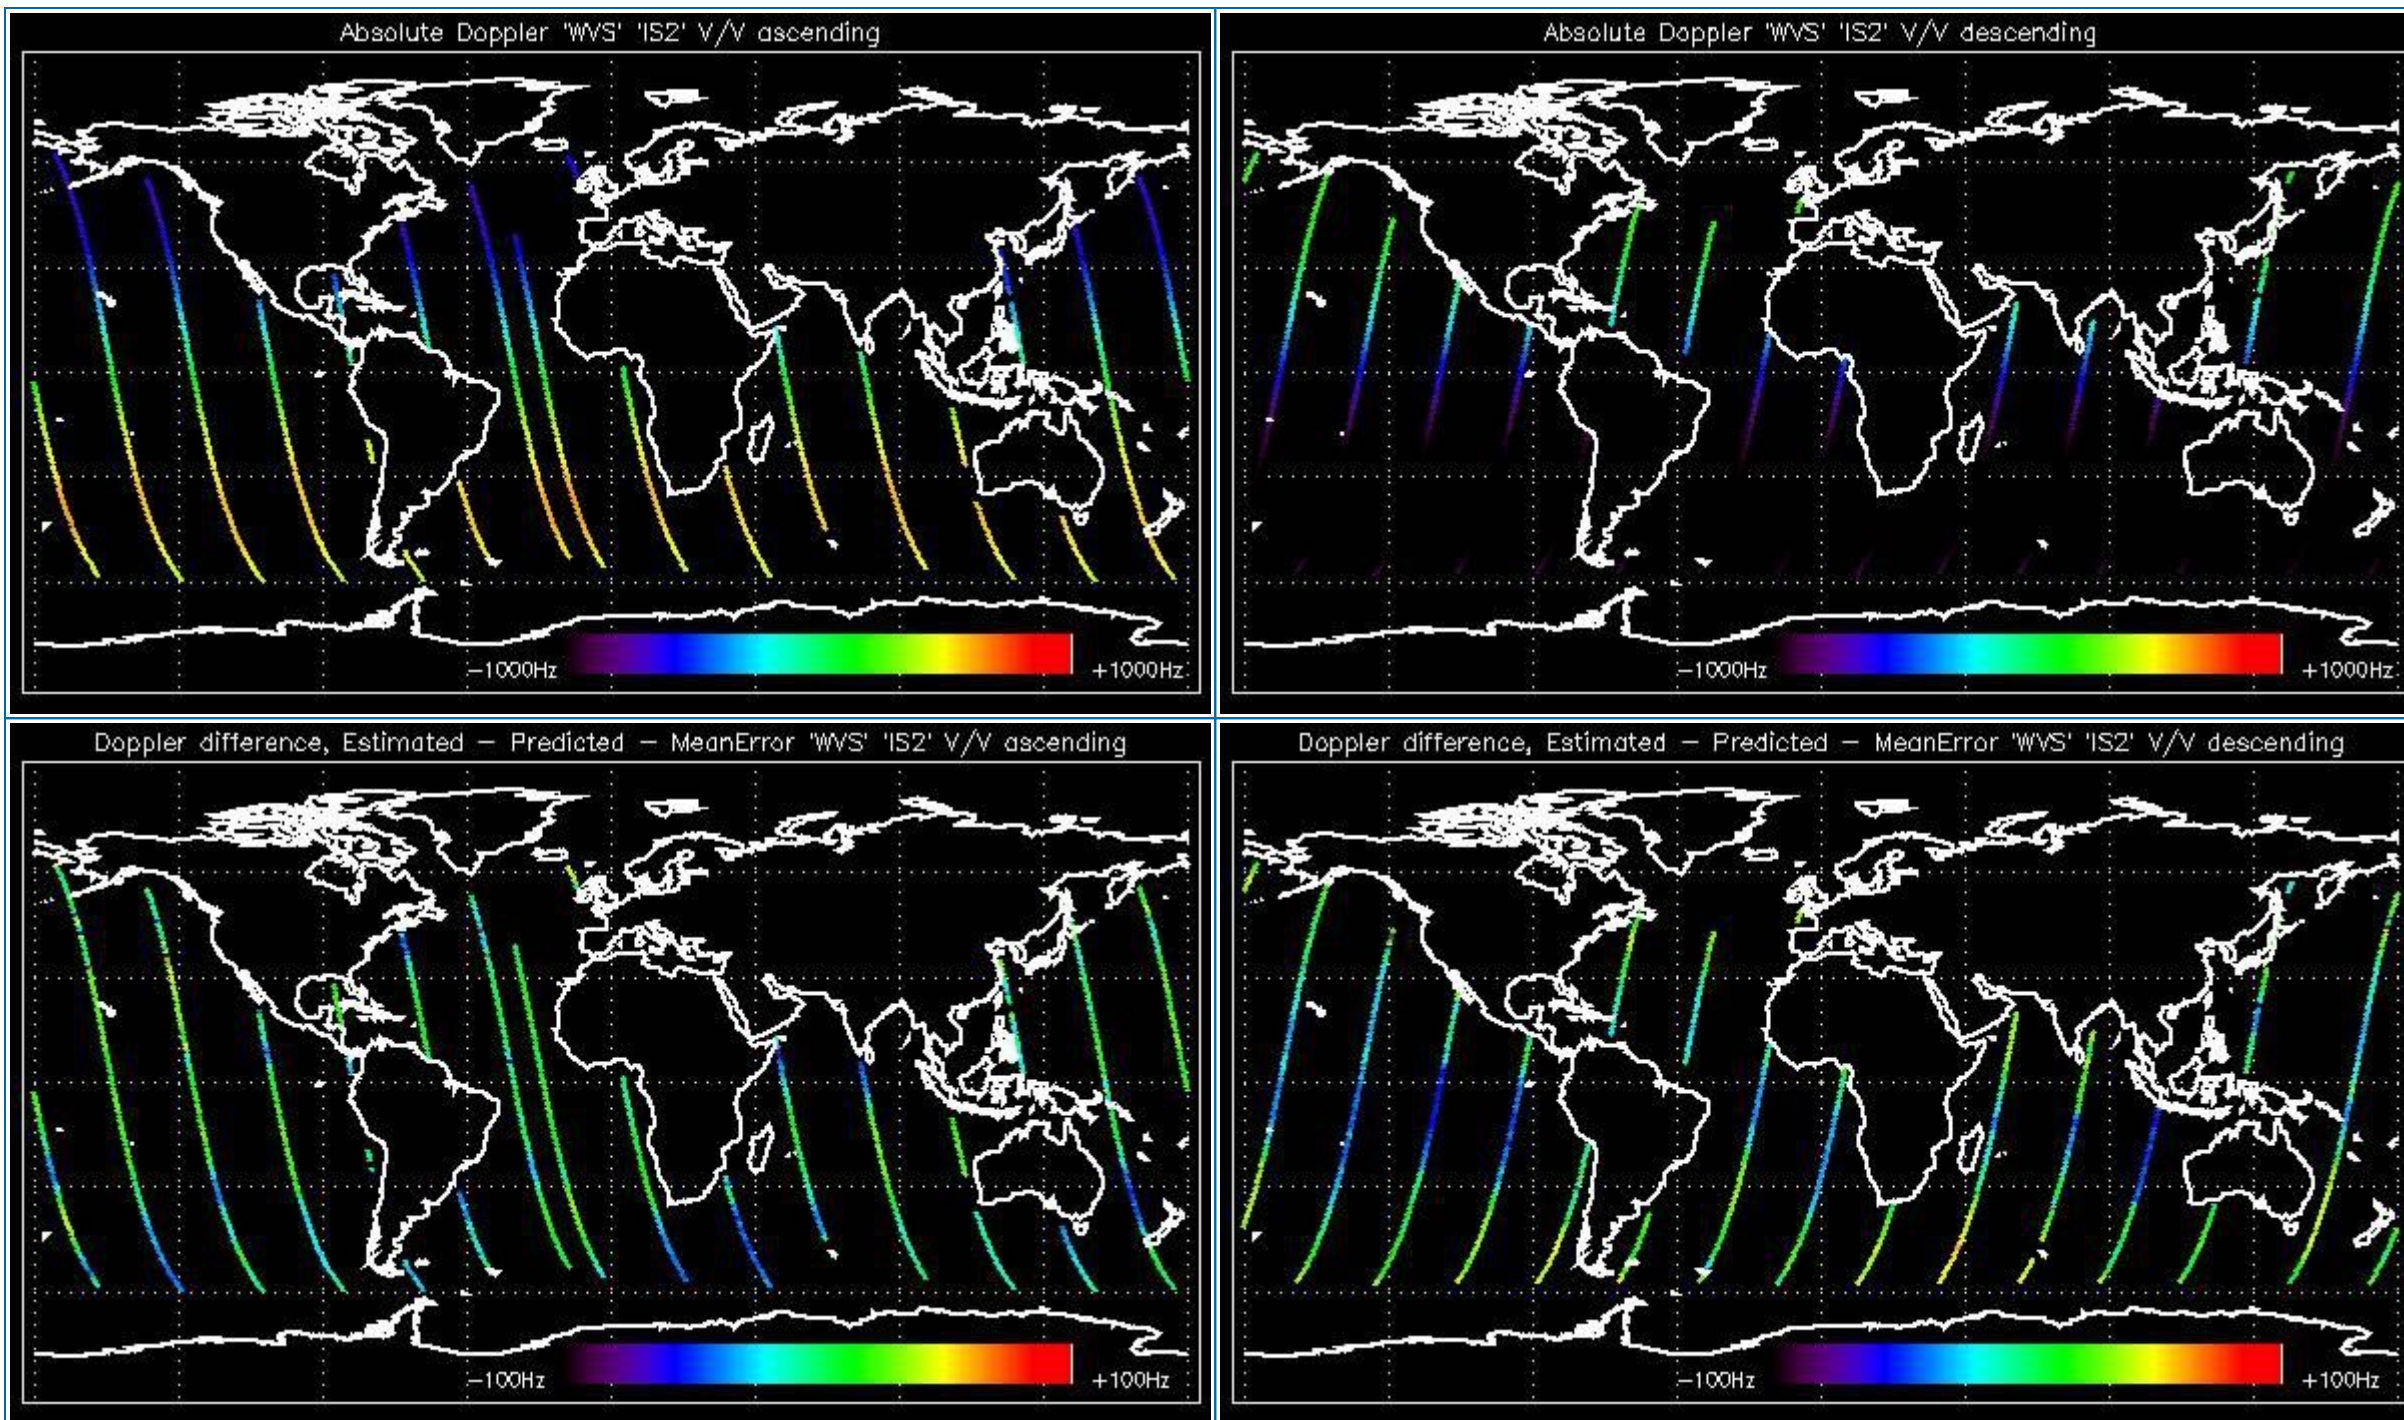 Absolute Doppler 'WVS' 'IS2' V/V ascending
−1000Hz
+1000Hz
Absolute Doppler 'WVS' 'IS2' V/V descending
−1000Hz
+1000Hz
Doppler difference, Estimated − Predicted − MeanError 'WVS' 'IS2' V/V ascending
−100Hz
+100Hz
Doppler difference, Estimated − Predicted − MeanError 'WVS' 'IS2' V/V descending
−100Hz
+100Hz